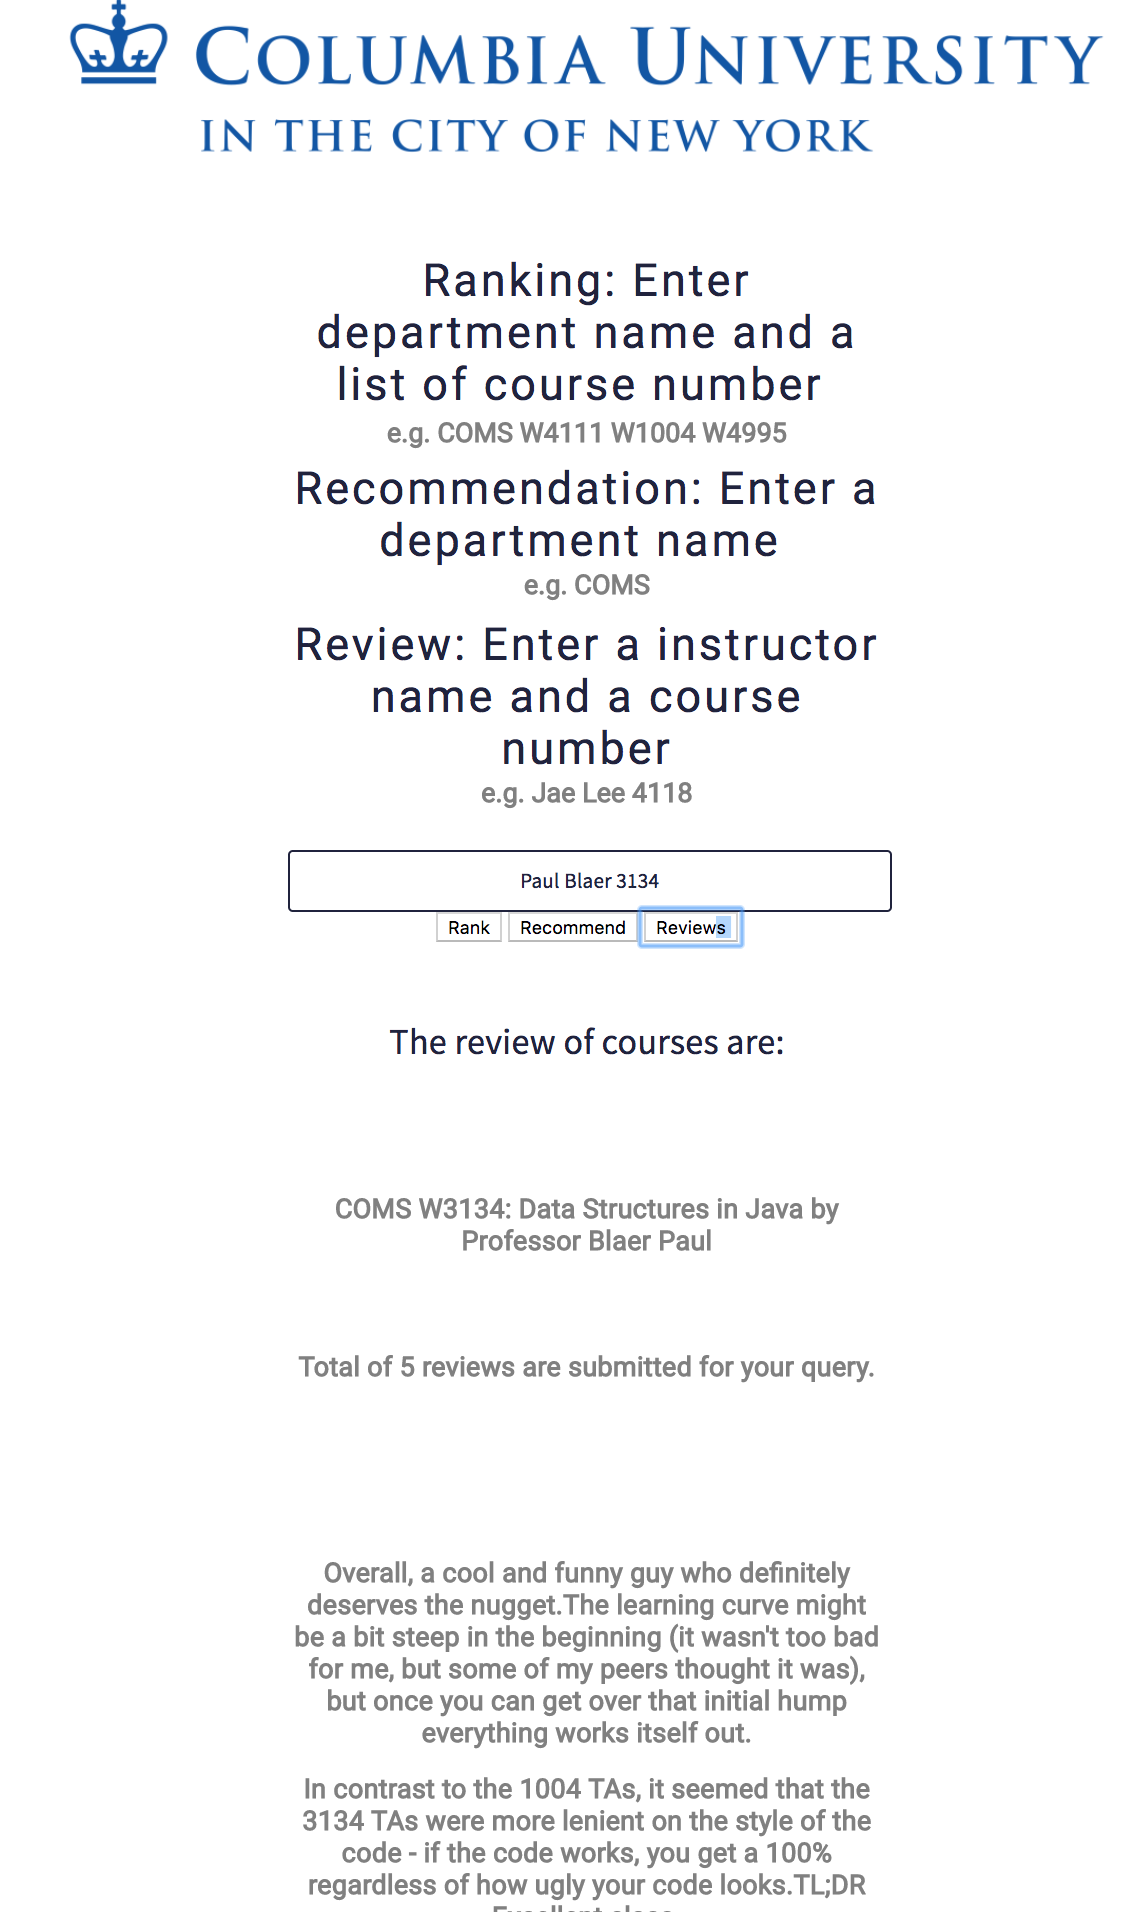 COLUMBIA UNIVERSITY
IN THE CITY OF NEW YORK
Ranking: Enter
department name and a
list of course number
e.g. COMS W4111 W1004 W4995
Recommendation: Enter a
department name
e.g. COMS
Review: Enter a instructor
name and a course
number
e.g. Jae Lee 4118
Paul Blaer 3134
Rank Recommend Reviews
The review of courses are:
COMS W3134: Data Structures in Java by
Professor Blaer Paul
Total of 5 reviews are submitted for your query.
Overall, a cool and funny guy who definitely
deserves the nugget.The learning curve might
be a bit steep in the beginning (it wasn't too bad
for me, but some of my peers thought it was),
but once you can get over that initial hump
everything works itself out.
In contrast to the 1004 TAs, it seemed that the
3134 TAs were more lenient on the style of the
code - if the code works, you get a 100%
regardless of how ugly your code looks.TL;DR